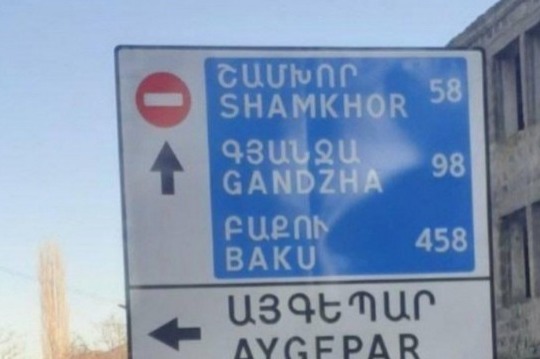 ՇԱՄԽՈՐ
SHAMKHOR 58
ԳՅԱՆՋԱ
GANDZHA 98
ԲԱՔՈՒ
BAKU 458
ԱՅԳԵՊԱՐ
AYGEPAR